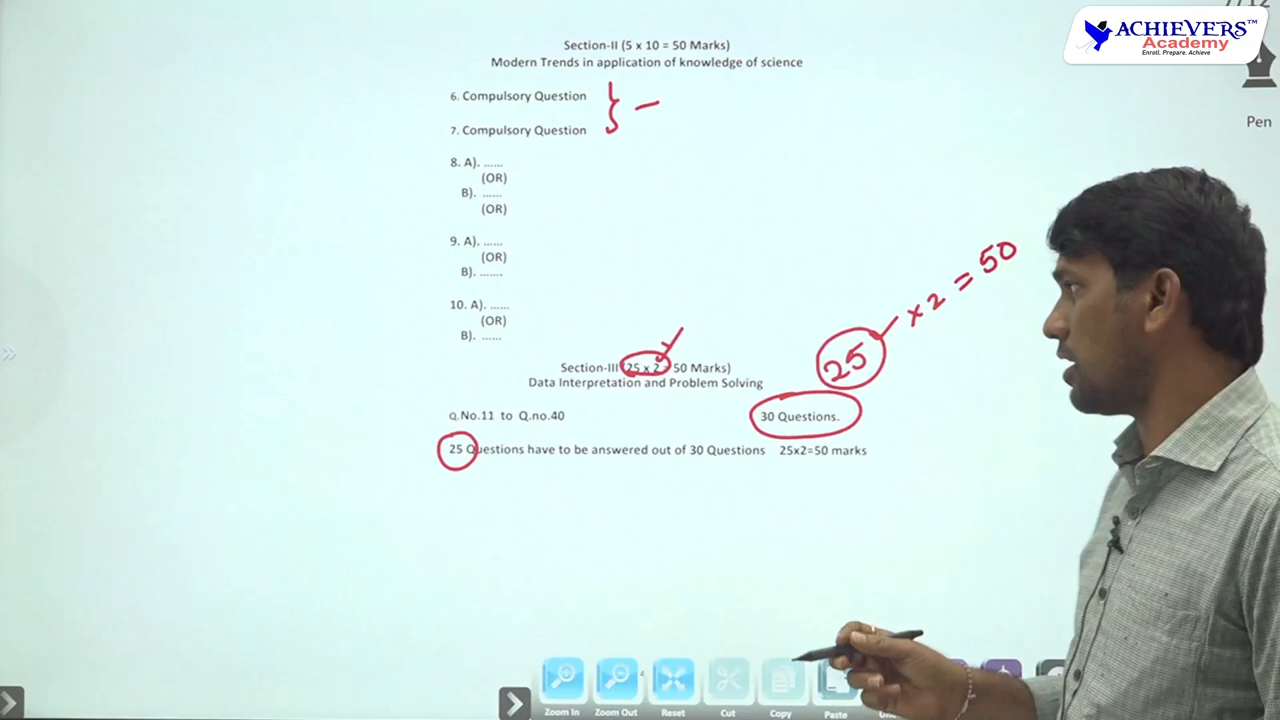 ACHIEVERS™
Academy
Enroll. Prepare. Achieve
Pen
Section-II (5 x 10 = 50 Marks)
Modern Trends in application of knowledge of science
6. Compulsory Question
7. Compulsory Question
8. A). ......
(OR)
B). ......
(OR)
9. A). ......
(OR)
B). .......
10. A). ......
(OR)
B). ......
25 x 2 = 50
Section-III (25 x 2 = 50 Marks)
Data Interpretation and Problem Solving
Q.No.11 to Q.no.40 30 Questions.
25 Questions have to be answered out of 30 Questions 25x2=50 marks
Zoom In Zoom Out Reset Cut Copy Paste